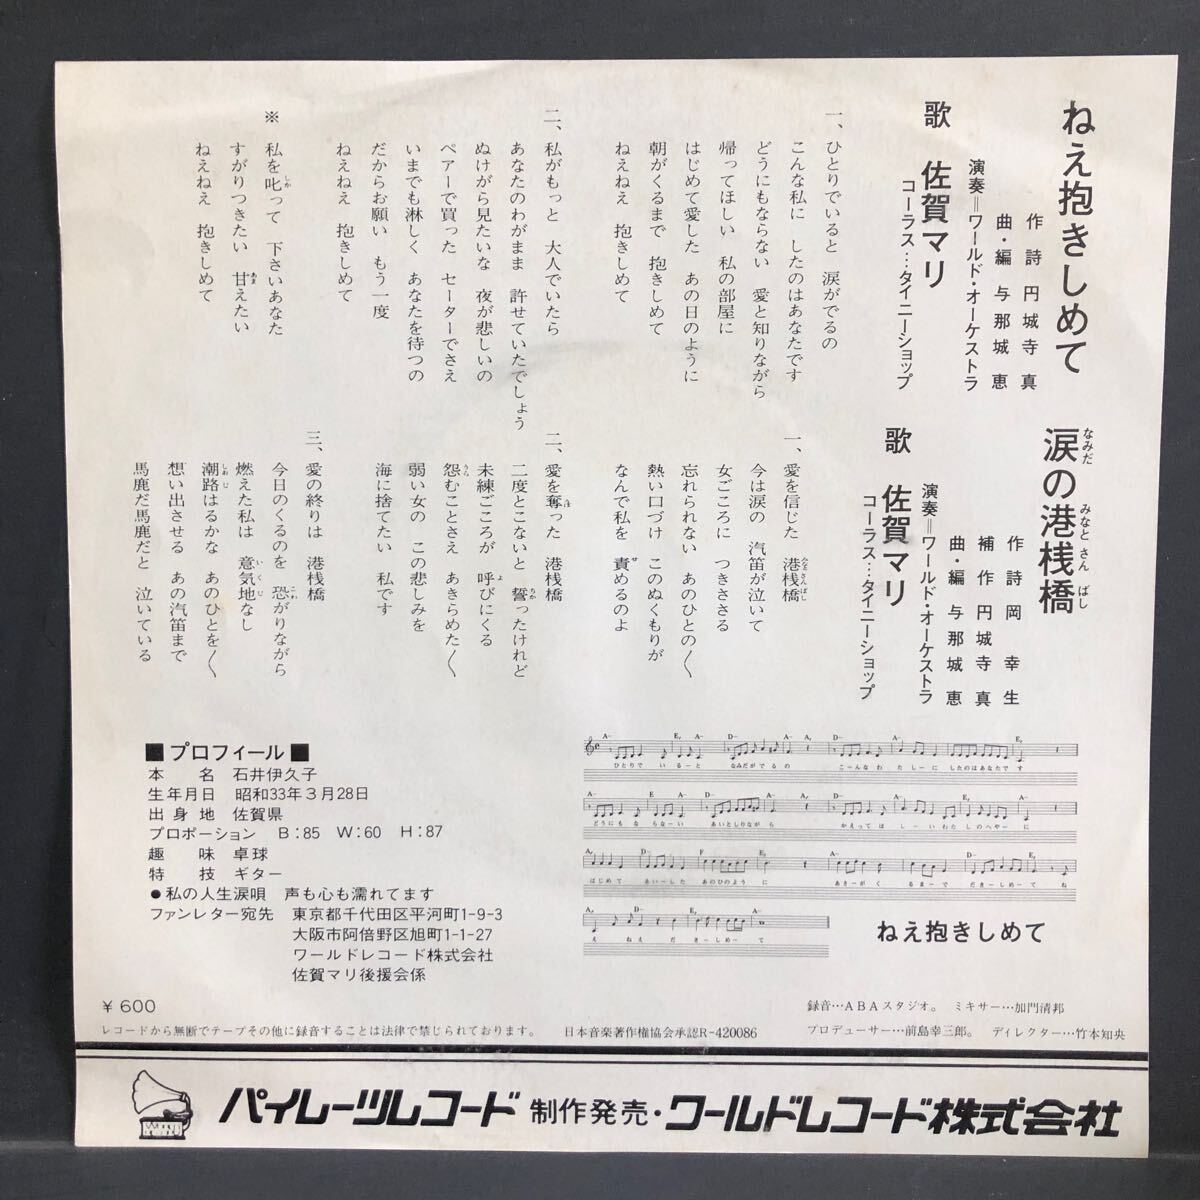 ねえ抱きしめて
作詩 円城寺真
曲・編 与那城恵
演奏＝ワールド・オーケストラ
歌 佐賀マリ
コーラス…タイニーショップ
一、ひとりでいると 涙がでるの
こんな私に したのはあなたです
どうにもならない 愛と知りながら
帰ってほしい 私の部屋に
はじめて愛した あの日のように
朝がくるまで 抱きしめて
ねえねえ 抱きしめて
二、私がもっと 大人でいたら
あなたのわがまま 許せていたでしょう
ぬけがら見たいな 夜が悲しいの
ペアーで買った セーターでさえ
いまでも淋しく あなたを待つの
だからお願い もう一度
ねえねえ 抱きしめて
※ 私を叱って 下さいあなた
すがりつきたい 甘えたい
ねえねえ 抱きしめて
涙の港桟橋
なみだ みなと さん ばし
作詩 岡幸生
補作 円城寺真
曲・編 与那城恵
演奏＝ワールド・オーケストラ
歌 佐賀マリ
コーラス…タイニーショップ
一、愛を信じた 港桟橋
今は涙の 汽笛が泣いて
女ごころに つきささる
忘れられない あのひとの〱
熱い口づけ このぬくもりが
なんで私を 責めるのよ
二、愛を奪った 港桟橋
二度とこないと 誓ったけれど
未練ごころが 呼びにくる
怨むことさえ あきらめた〱
弱い女の この悲しみを
海に捨てたい 私です
三、愛の終りは 港桟橋
今日のくるのを 恐がりながら
燃えた私は 意気地なし
潮路はるかな あのひとを〱
想い出させる あの汽笛まで
馬鹿だ馬鹿だと 泣いている
■プロフィール■
本名 石井伊久子
生年月日 昭和33年3月28日
出身地 佐賀県
プロポーション B:85 W:60 H:87
趣味 卓球
特技 ギター
●私の人生涙唄 声も心も濡れてます
ファンレター宛先 東京都千代田区平河町1-9-3
大阪市阿倍野区旭町1-1-27
ワールドレコード株式会社
佐賀マリ後援会係
ひとりで いるーと なみだがでるの こーんなわ たしーに したのはあなたで す
どうにもな らなーい あいとしりなが ら かえってほ しーい わたしのへやーに
はじめて あいーした あのひのように あさーがく るまーで だきーしめーて ね
え ねえ だ きーしめーて
ねえ抱きしめて
¥600
録音…ABAスタジオ。 ミキサー…加門清邦
レコードから無断でテープその他に録音することは法律で禁じられております。 日本音楽著作権協会承認R-420086 プロデューサー…前島幸三郎。 ディレクター…竹本知央
パイレーツレコード 制作発売・ワールドレコード株式会社